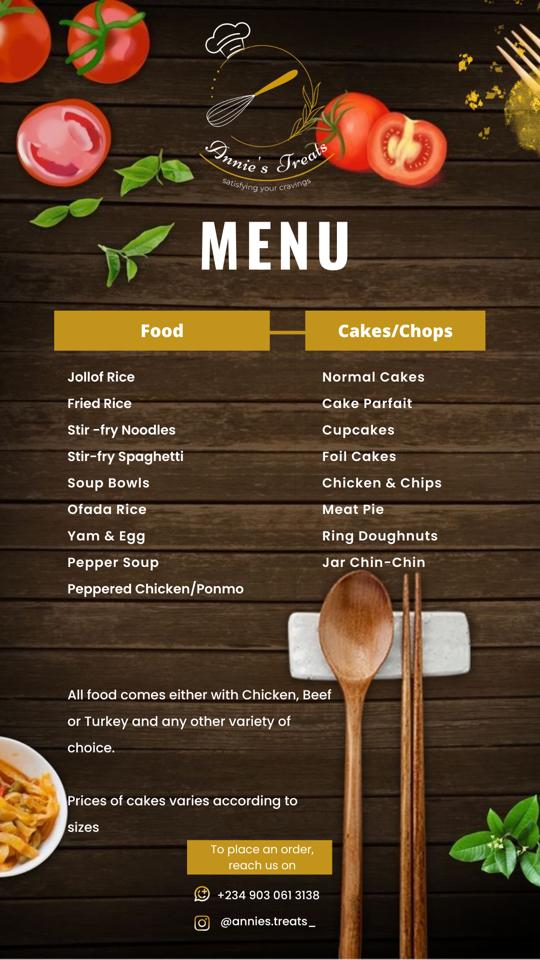 Annie's Treats
satisfying your cravings
MENU
Food
Jollof Rice
Fried Rice
Stir -fry Noodles
Stir-fry Spaghetti
Soup Bowls
Ofada Rice
Yam & Egg
Pepper Soup
Peppered Chicken/Ponmo
Cakes/Chops
Normal Cakes
Cake Parfait
Cupcakes
Foil Cakes
Chicken & Chips
Meat Pie
Ring Doughnuts
Jar Chin-Chin
All food comes either with Chicken, Beef
or Turkey and any other variety of
choice.
Prices of cakes varies according to
sizes
To place an order,
reach us on
+234 903 061 3138
@annies.treats_